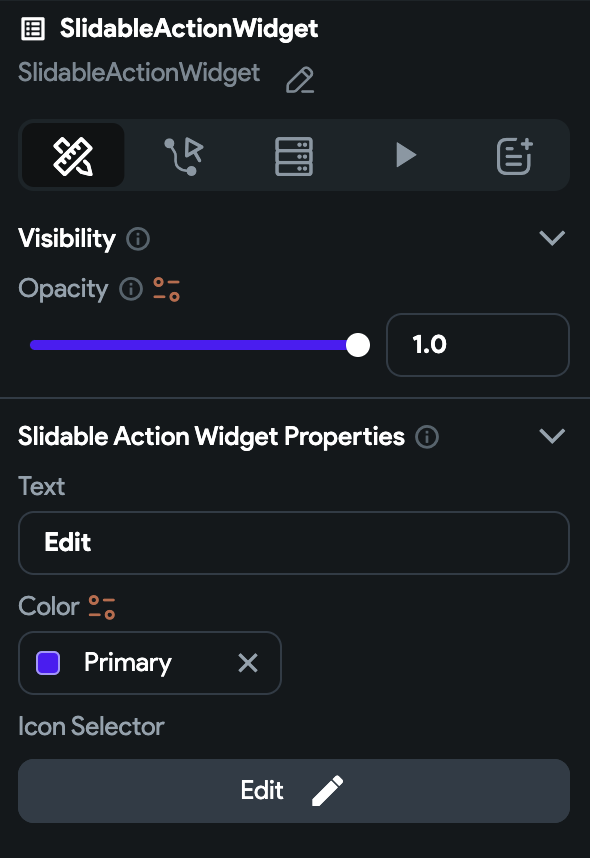 SlidableActionWidget
SlidableActionWidget
Visibility
Opacity
1.0
Slidable Action Widget Properties
Text
Edit
Color
Primary
Icon Selector
Edit